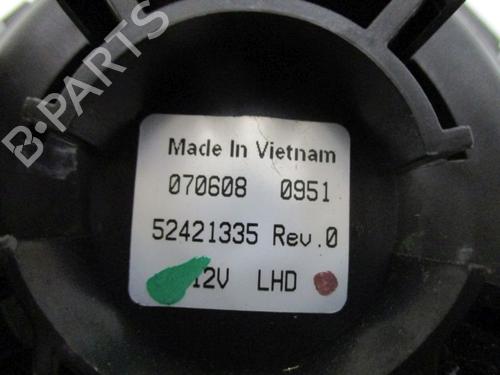 B·PARTS
Made In Vietnam
070608 0951
52421335 Rev.0
12V LHD